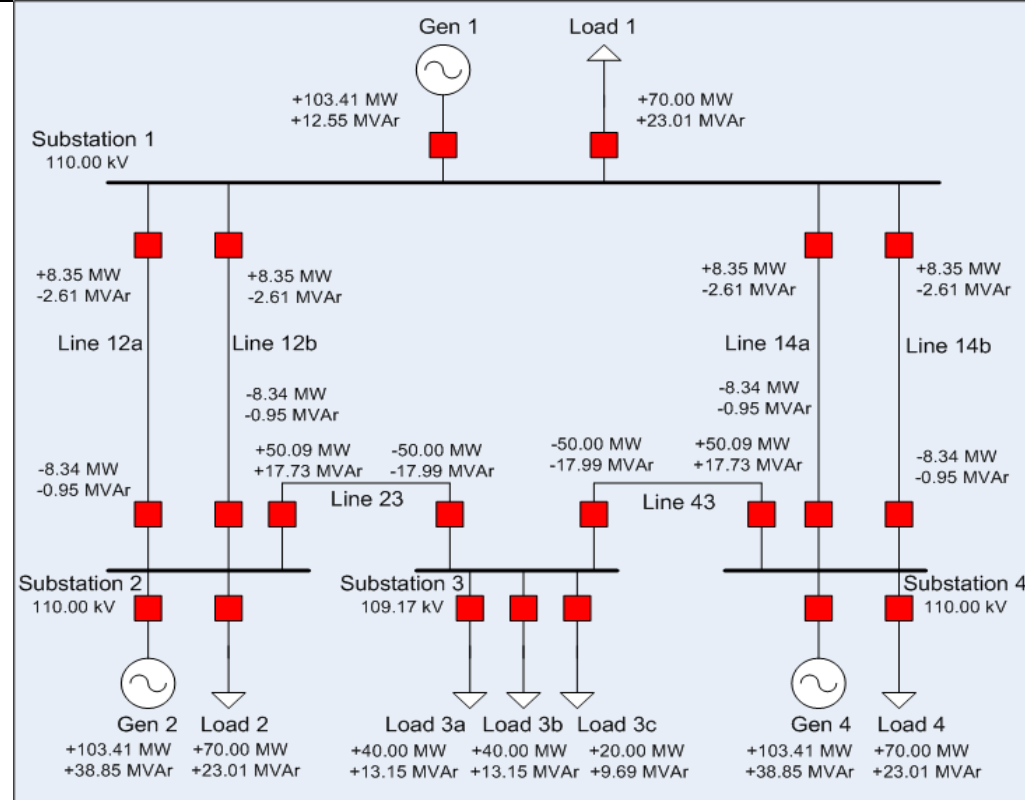 Gen 1
Load 1
+103.41 MW
+12.55 MVAr
+70.00 MW
+23.01 MVAr
Substation 1
110.00 kV
+8.35 MW
-2.61 MVAr
+8.35 MW
-2.61 MVAr
+8.35 MW
-2.61 MVAr
+8.35 MW
-2.61 MVAr
Line 12a
Line 12b
Line 14a
Line 14b
-8.34 MW
-0.95 MVAr
-8.34 MW
-0.95 MVAr
-8.34 MW
-0.95 MVAr
+50.09 MW
+17.73 MVAr
-50.00 MW
-17.99 MVAr
-50.00 MW
-17.99 MVAr
+50.09 MW
+17.73 MVAr
-8.34 MW
-0.95 MVAr
Line 23
Line 43
Substation 2
110.00 kV
Substation 3
109.17 kV
Substation 4
110.00 kV
Gen 2
+103.41 MW
+38.85 MVAr
Load 2
+70.00 MW
+23.01 MVAr
Load 3a
+40.00 MW
+13.15 MVAr
Load 3b
+40.00 MW
+13.15 MVAr
Load 3c
+20.00 MW
+9.69 MVAr
Gen 4
+103.41 MW
+38.85 MVAr
Load 4
+70.00 MW
+23.01 MVAr